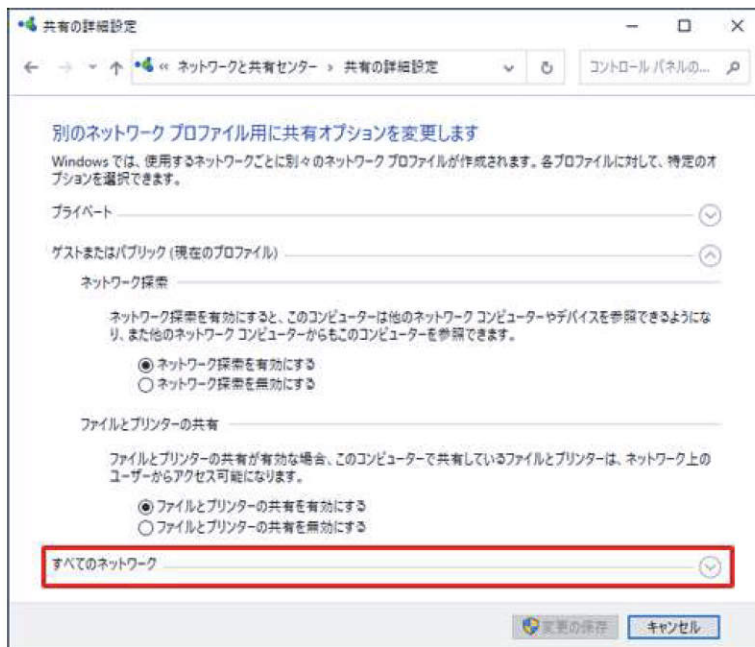 共有の詳細設定
« ネットワークと共有センター › 共有の詳細設定
コントロール パネルの...
別のネットワーク プロファイル用に共有オプションを変更します
Windows では、使用するネットワークごとに別々のネットワーク プロファイルが作成されます。各プロファイルに対して、特定のオ
プションを選択できます。
プライベート
ゲストまたはパブリック (現在のプロファイル)
ネットワーク探索
ネットワーク探索を有効にすると、このコンピューターは他のネットワーク コンピューターやデバイスを参照できるようにな
り、また他のネットワーク コンピューターからもこのコンピューターを参照できます。
ネットワーク探索を有効にする
ネットワーク探索を無効にする
ファイルとプリンターの共有
ファイルとプリンターの共有が有効な場合、このコンピューターで共有しているファイルとプリンターは、ネットワーク上の
ユーザーからアクセス可能になります。
ファイルとプリンターの共有を有効にする
ファイルとプリンターの共有を無効にする
すべてのネットワーク
変更の保存
キャンセル